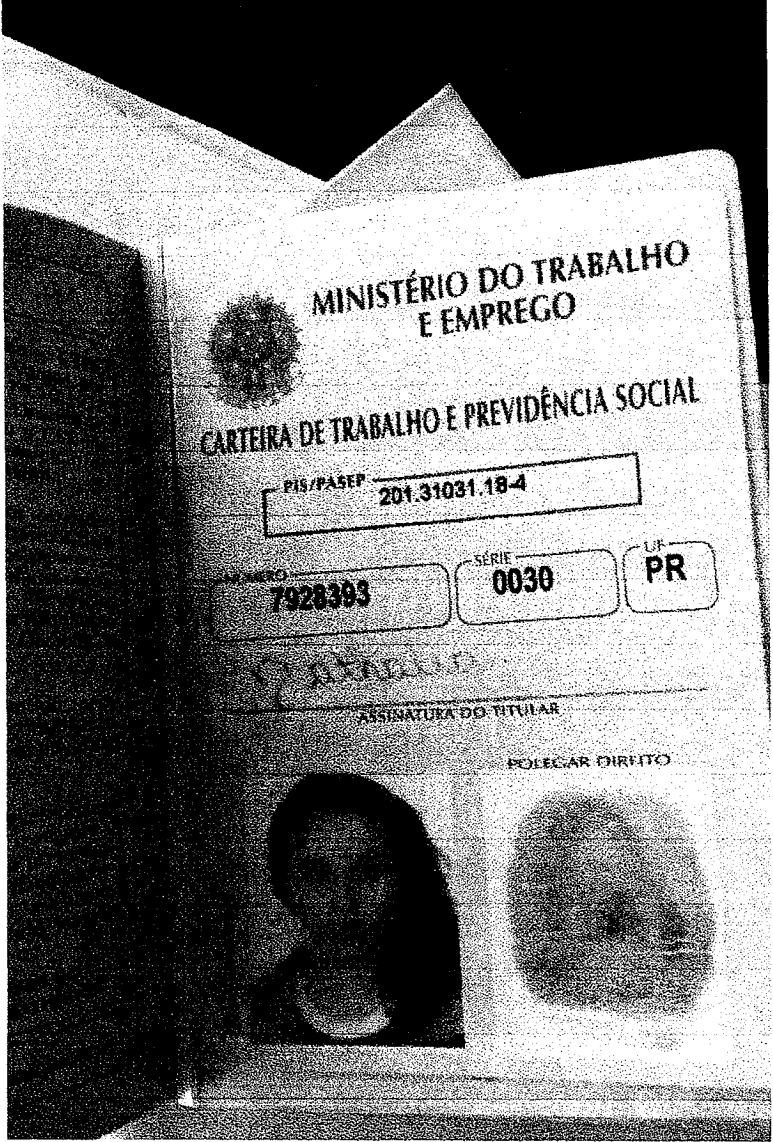 MINISTÉRIO DO TRABALHO
E EMPREGO
CARTEIRA DE TRABALHO E PREVIDÊNCIA SOCIAL
PIS/PASEP
201.31031.18-4
NÚMERO
7928393
SÉRIE
0030
UF
PR
ASSINATURA DO TITULAR
POLEGAR DIREITO